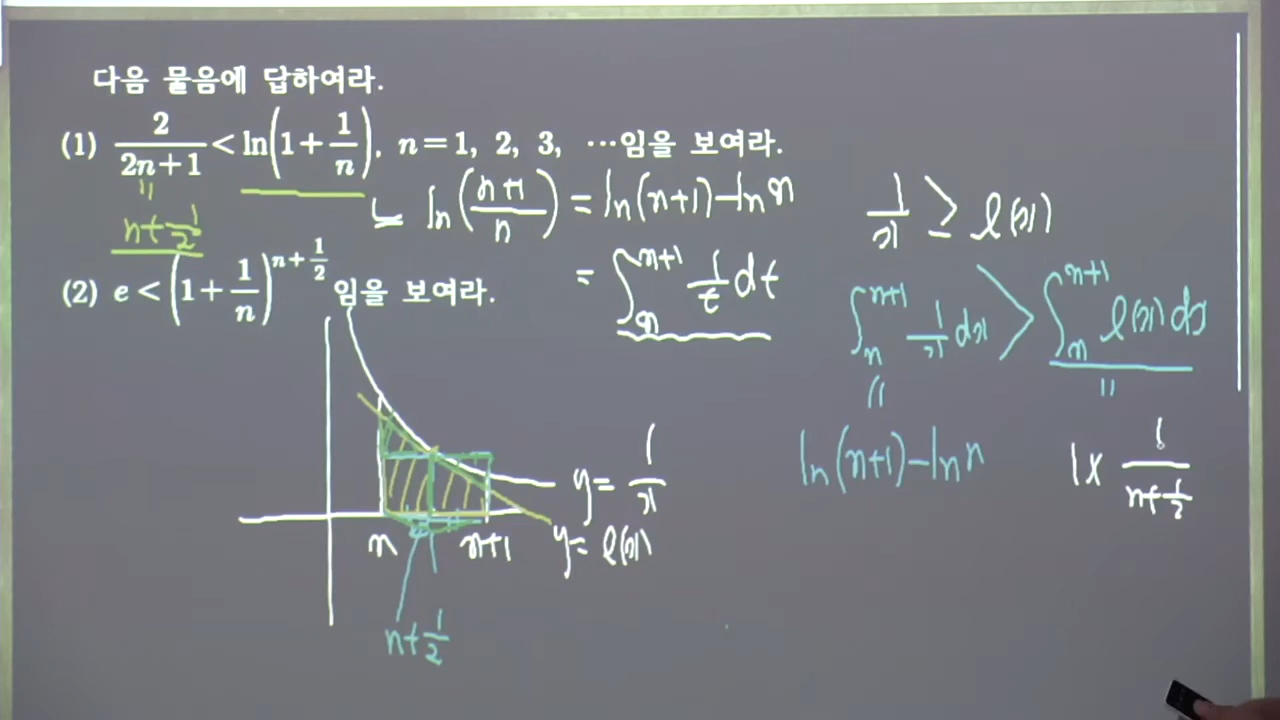 다음 물음에 답하여라.
(1) 2/(2n+1) < ln(1+1/n), n=1, 2, 3, …임을 보여라.
=
n+1/2
↳ ln((n+1)/n) = ln(n+1)-ln n
= ∫_n^{n+1} 1/t dt
(2) e < (1+1/n)^{n+1/2} 임을 보여라.
y= 1/x
y= l(x)
n
n+1
n+1/2
1/x ≥ l(x)
∫_n^{n+1} 1/x dx > ∫_n^{n+1} l(x) dx
= =
ln(n+1)-ln n
1× 1/(n+1/2)